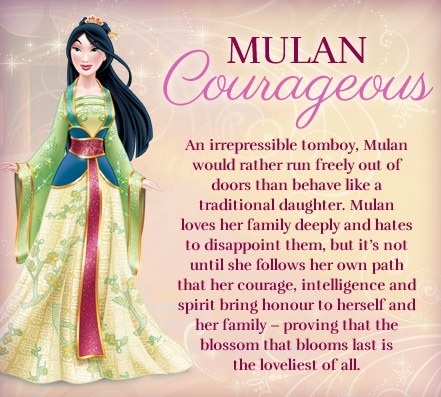 MULAN
Courageous
An irrepressible tomboy, Mulan
would rather run freely out of
doors than behave like a
traditional daughter. Mulan
loves her family deeply and hates
to disappoint them, but it's not
until she follows her own path
that her courage, intelligence and
spirit bring honour to herself and
her family – proving that the
blossom that blooms last is
the loveliest of all.